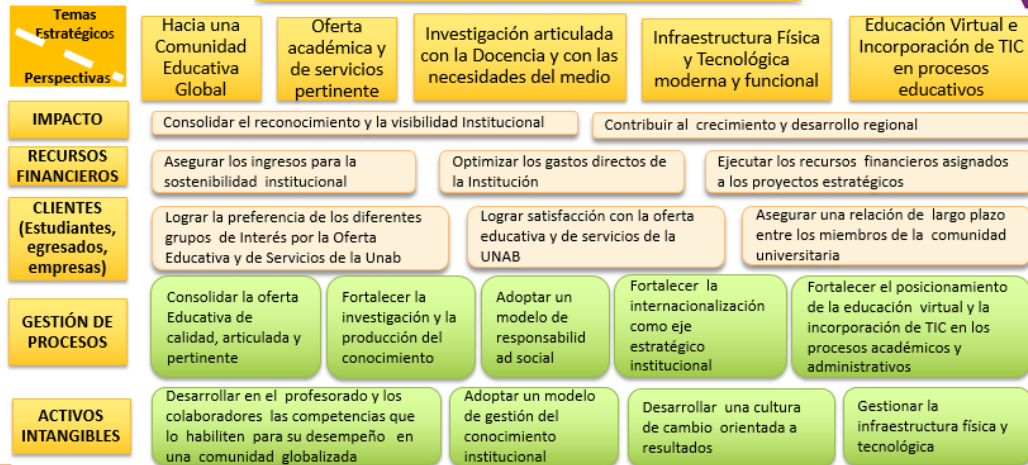 Temas
Estratégicos
Perspectivas
Hacia una
Comunidad
Educativa
Global
Oferta
académica y
de servicios
pertinente
Investigación articulada
con la Docencia y con las
necesidades del medio
Infraestructura Física
y Tecnológica
moderna y funcional
Educación Virtual e
Incorporación de TIC
en procesos
educativos
IMPACTO
Consolidar el reconocimiento y la visibilidad Institucional
Contribuir al crecimiento y desarrollo regional
RECURSOS
FINANCIEROS
Asegurar los ingresos para la
sostenibilidad institucional
Optimizar los gastos directos de
la Institución
Ejecutar los recursos financieros asignados
a los proyectos estratégicos
CLIENTES
(Estudiantes,
egresados,
empresas)
Lograr la preferencia de los diferentes
grupos de Interés por la Oferta
Educativa y de Servicios de la Unab
Lograr satisfacción con la oferta
educativa y de servicios de la
UNAB
Asegurar una relación de largo plazo
entre los miembros de la comunidad
universitaria
GESTIÓN DE
PROCESOS
Consolidar la oferta
Educativa de
calidad, articulada y
pertinente
Fortalecer la
investigación y la
producción del
conocimiento
Adoptar un
modelo de
responsabilid
ad social
Fortalecer la
internacionalización
como eje
estratégico
institucional
Fortalecer el posicionamiento
de la educación virtual y la
incorporación de TIC en los
procesos académicos y
administrativos
ACTIVOS
INTANGIBLES
Desarrollar en el profesorado y los
colaboradores las competencias que
lo habiliten para su desempeño en
una comunidad globalizada
Adoptar un modelo
de gestión del
conocimiento
institucional
Desarrollar una cultura
de cambio orientada a
resultados
Gestionar la
infraestructura física y
tecnológica